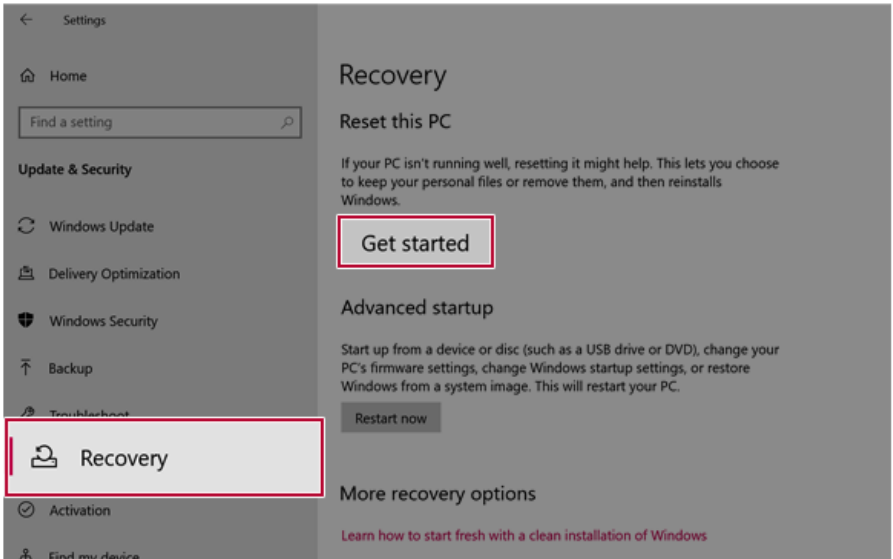 Settings
Home
Find a setting
Update & Security
Windows Update
Delivery Optimization
Windows Security
Backup
Troubleshoot
Recovery
Activation
Find my device
Recovery
Reset this PC
If your PC isn't running well, resetting it might help. This lets you choose
to keep your personal files or remove them, and then reinstalls
Windows.
Get started
Advanced startup
Start up from a device or disc (such as a USB drive or DVD), change your
PC's firmware settings, change Windows startup settings, or restore
Windows from a system image. This will restart your PC.
Restart now
More recovery options
Learn how to start fresh with a clean installation of Windows